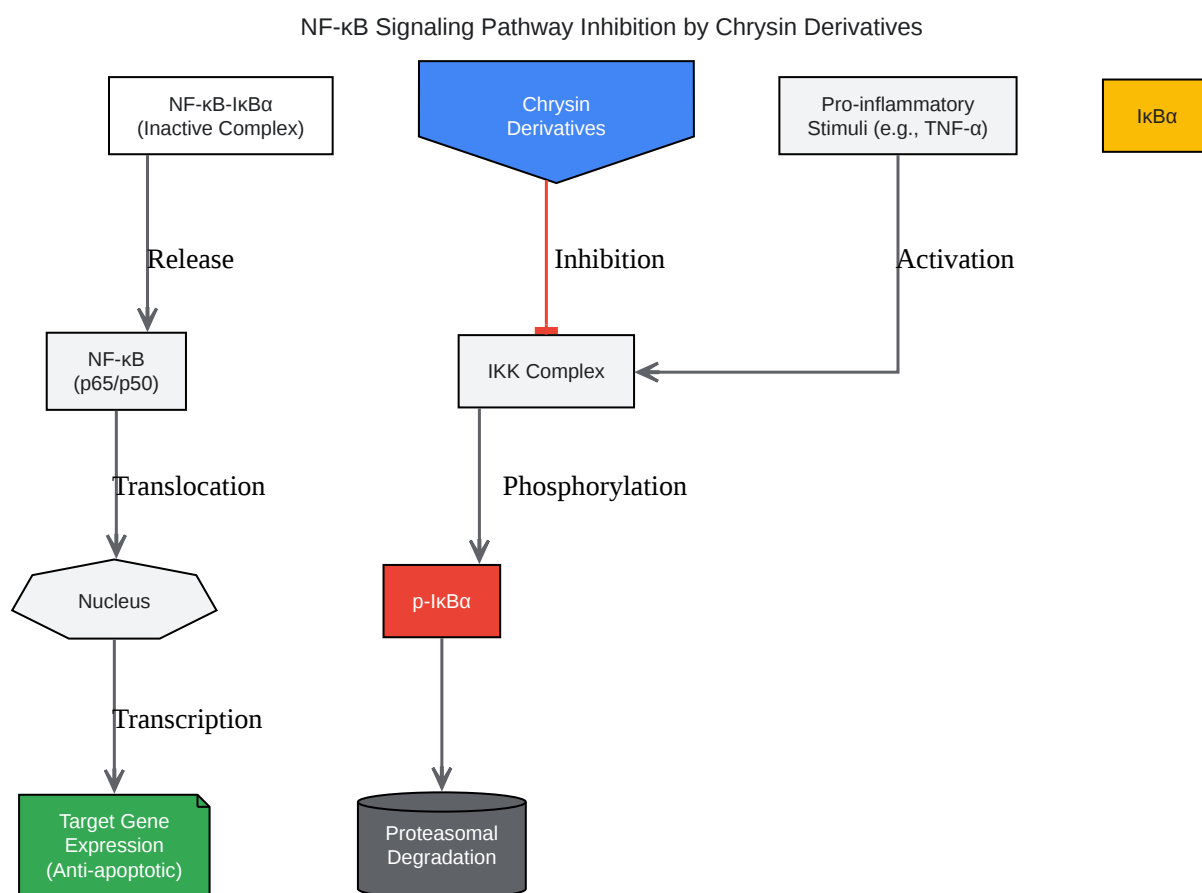 NF-κB Signaling Pathway Inhibition by Chrysin Derivatives
NF-κB-IκBα
(Inactive Complex)
Chrysin
Derivatives
Pro-inflammatory
Stimuli (e.g., TNF-α)
IκBα
Release
Inhibition
Activation
NF-κB
(p65/p50)
IKK Complex
Translocation
Phosphorylation
Nucleus
p-IκBα
Transcription
Target Gene
Expression
(Anti-apoptotic)
Proteasomal
Degradation